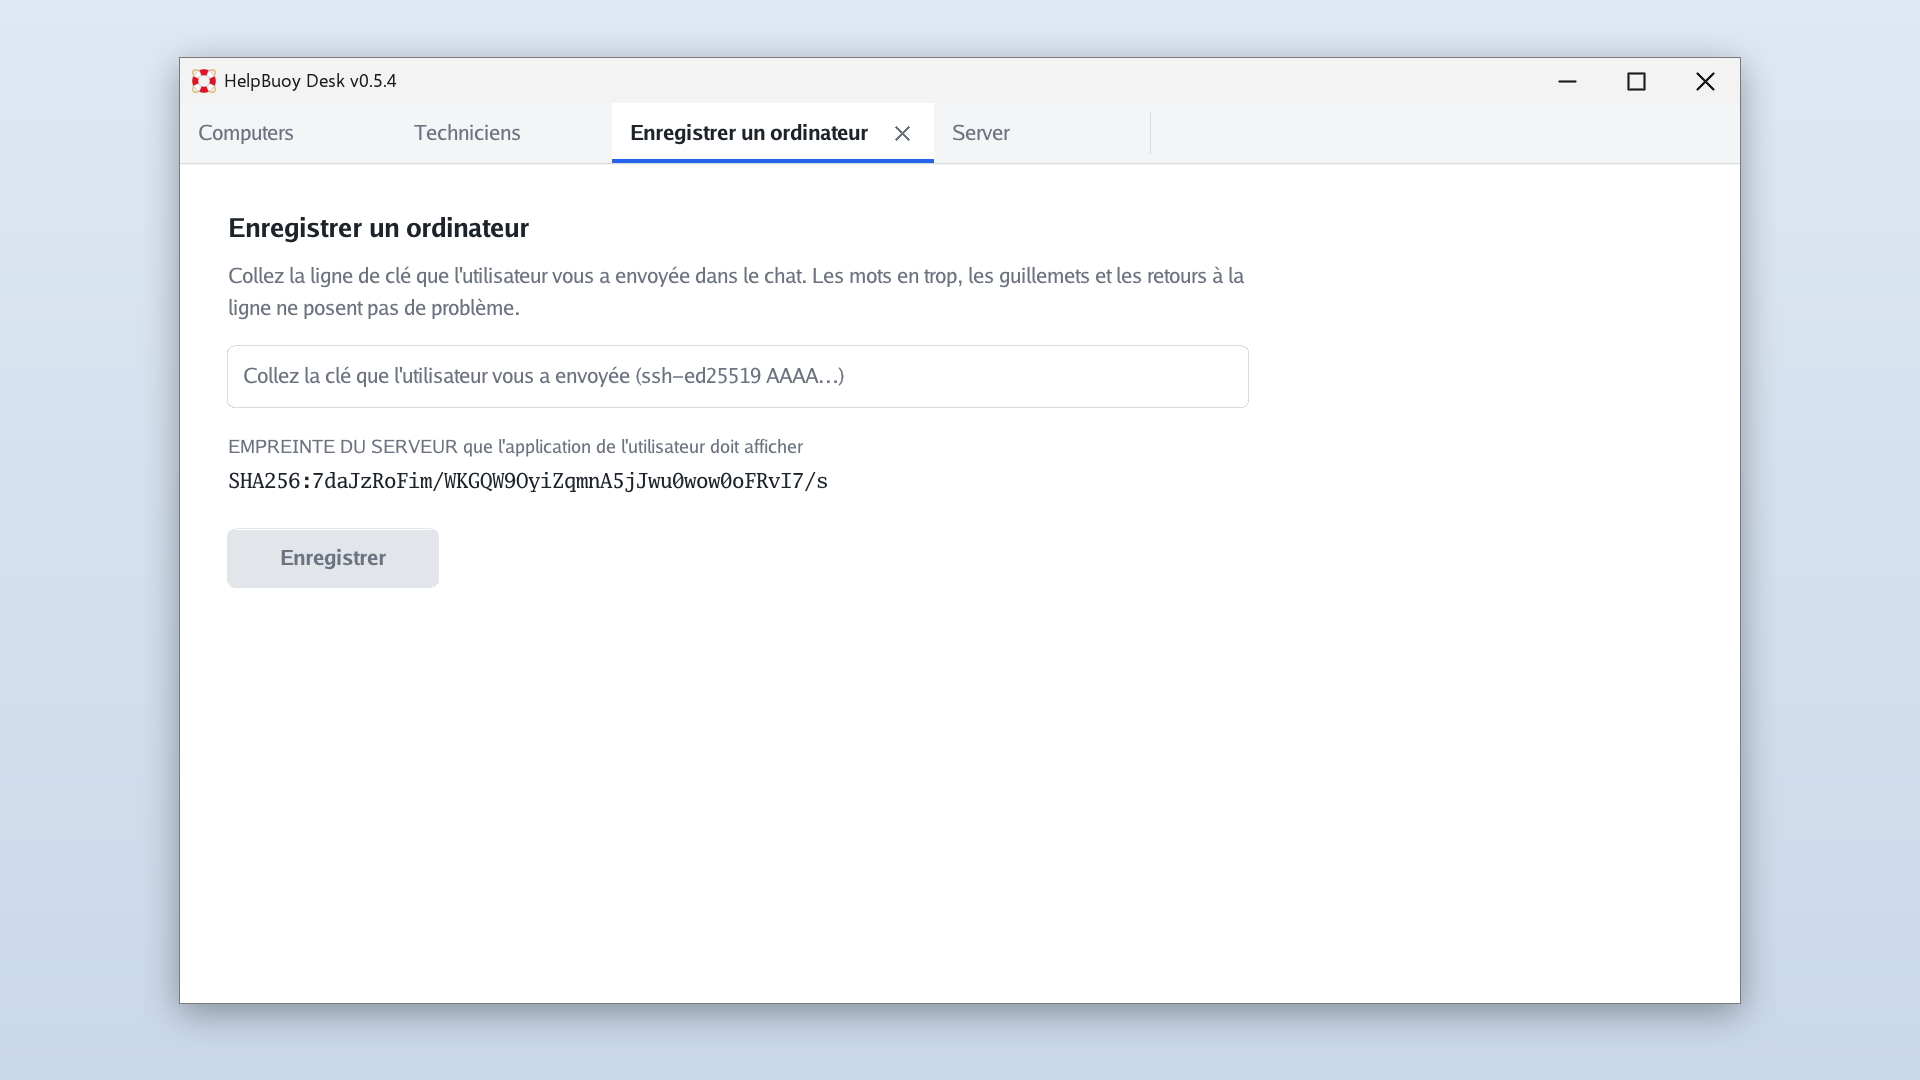 HelpBuoy Desk v0.5.4
Computers
Techniciens
Enregistrer un ordinateur
Server
Enregistrer un ordinateur
Collez la ligne de clé que l'utilisateur vous a envoyée dans le chat. Les mots en trop, les guillemets et les retours à la
ligne ne posent pas de problème.
Collez la clé que l'utilisateur vous a envoyée (ssh-ed25519 AAAA…)
EMPREINTE DU SERVEUR que l'application de l'utilisateur doit afficher
SHA256:7daJzRoFim/WKGQW9OyiZqmnA5jJwu0wow0oFRvI7/s
Enregistrer